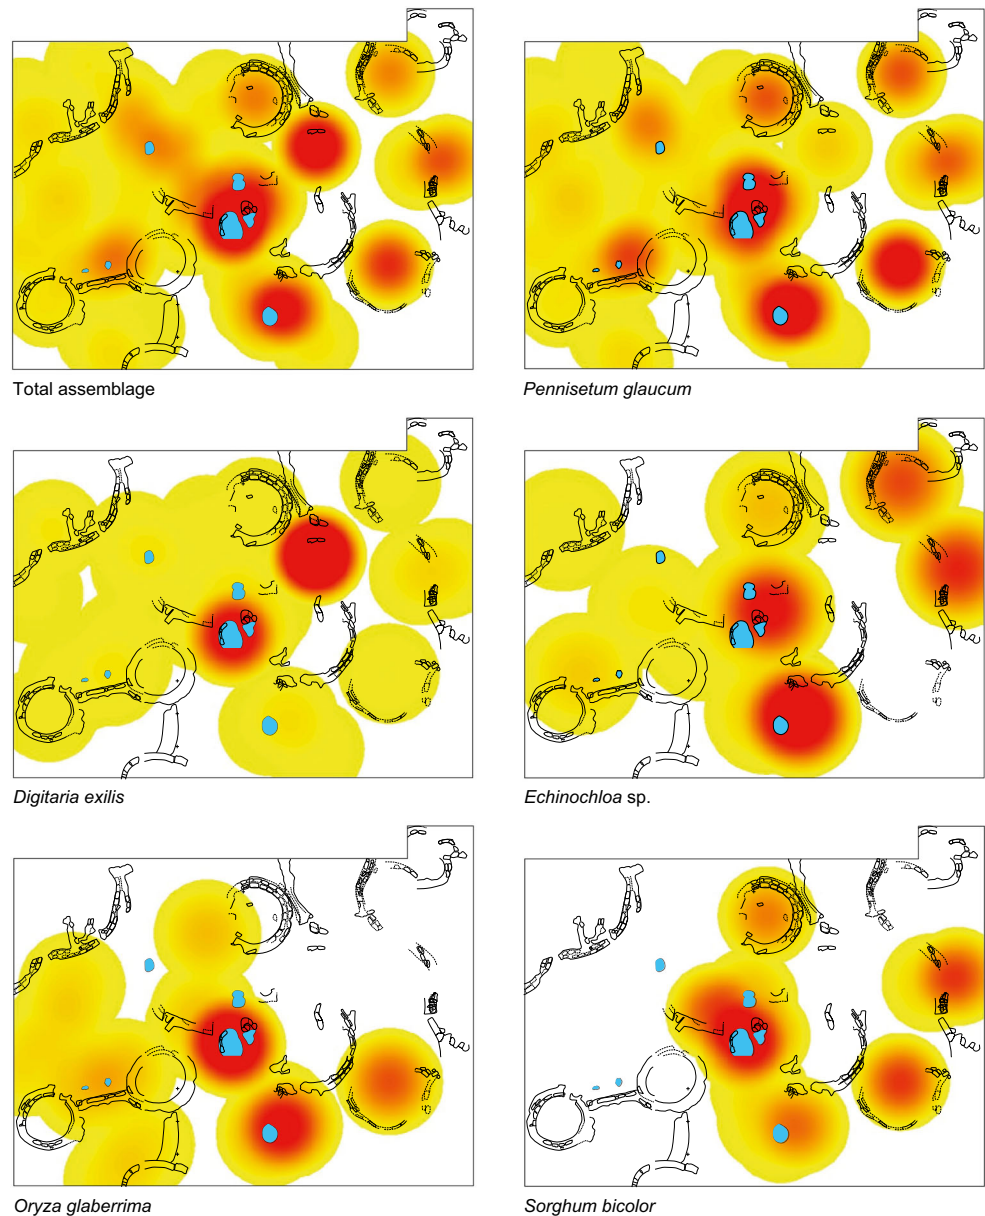 Total assemblage
Pennisetum glaucum
Digitaria exilis
Echinochloa sp.
Oryza glaberrima
Sorghum bicolor